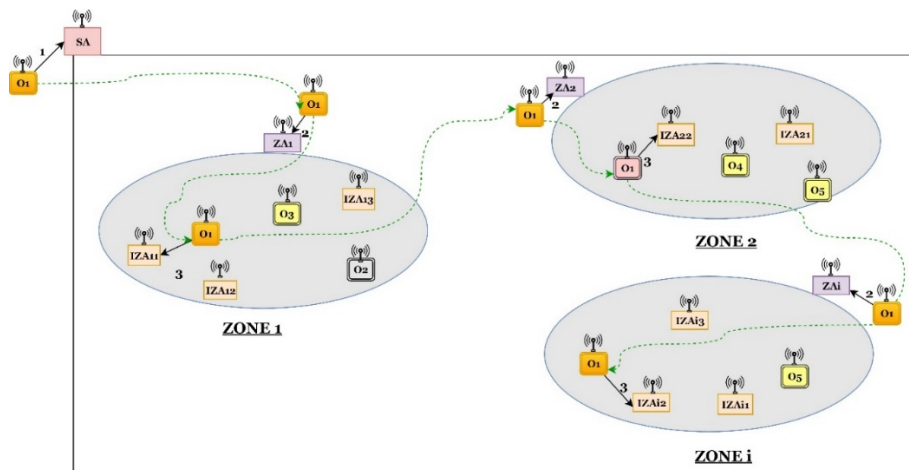 SA
1
O1
O1
2
ZA1
IZA13
O3
O1
IZA11
3
IZA12
O2
ZONE 1
ZA2
O1
2
IZA22
IZA21
O1
3
O4
O5
ZONE 2
ZAi
2
O1
IZAi3
O1
3
O5
IZAi2
IZAi1
ZONE i